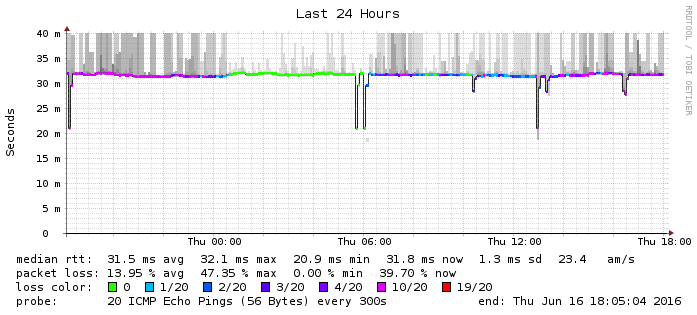 Last 24 Hours
RRDTOOL / TOBI OETIKER
Seconds
40 m
35 m
30 m
25 m
20 m
15 m
10 m
5 m
0
Thu 00:00 Thu 06:00 Thu 12:00 Thu 18:00
median rtt: 31.5 ms avg 32.1 ms max 20.9 ms min 31.8 ms now 1.3 ms sd 23.4 am/s
packet loss: 13.95 % avg 47.35 % max 0.00 % min 39.70 % now
loss color: 0 1/20 2/20 3/20 4/20 10/20 19/20
probe: 20 ICMP Echo Pings (56 Bytes) every 300s end: Thu Jun 16 18:05:04 2016